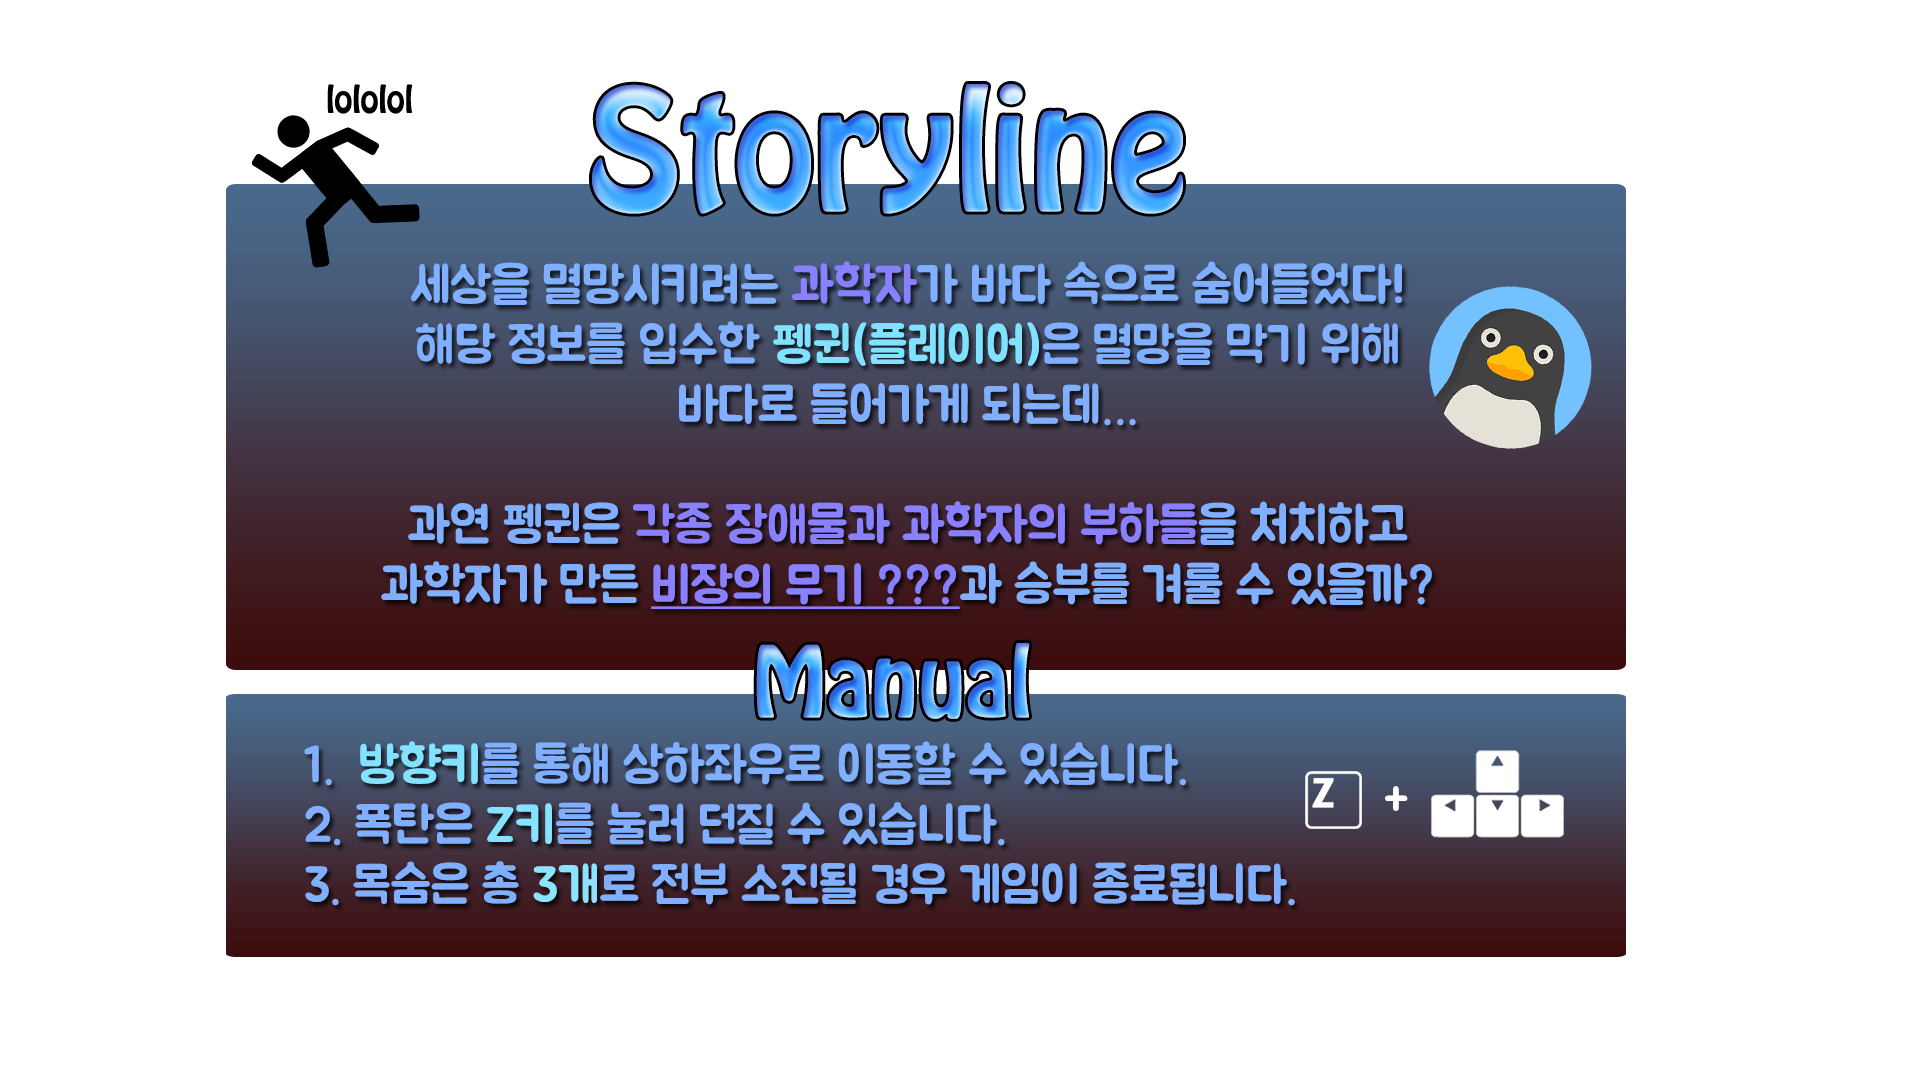 lololol
Storyline
세상을 멸망시키려는 과학자가 바다 속으로 숨어들었다!
해당 정보를 입수한 펭귄(플레이어)은 멸망을 막기 위해
바다로 들어가게 되는데...
과연 펭귄은 각종 장애물과 과학자의 부하들을 처치하고
과학자가 만든 비장의 무기 ???과 승부를 겨룰 수 있을까?
Manual
1. 방향키를 통해 상하좌우로 이동할 수 있습니다.
2. 폭탄은 Z키를 눌러 던질 수 있습니다.
3. 목숨은 총 3개로 전부 소진될 경우 게임이 종료됩니다.
Z +